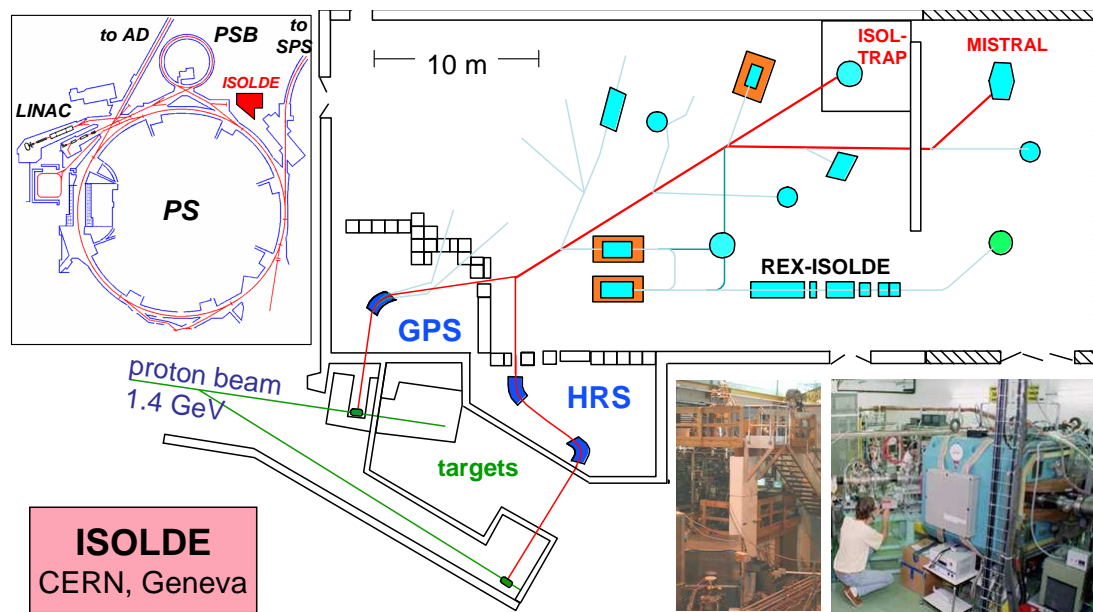 to AD
PSB
to
SPS
ISOLDE
LINAC
PS
10 m
ISOL-
TRAP
MISTRAL
REX-ISOLDE
GPS
HRS
proton beam
1.4 GeV
targets
ISOLDE
CERN, Geneva